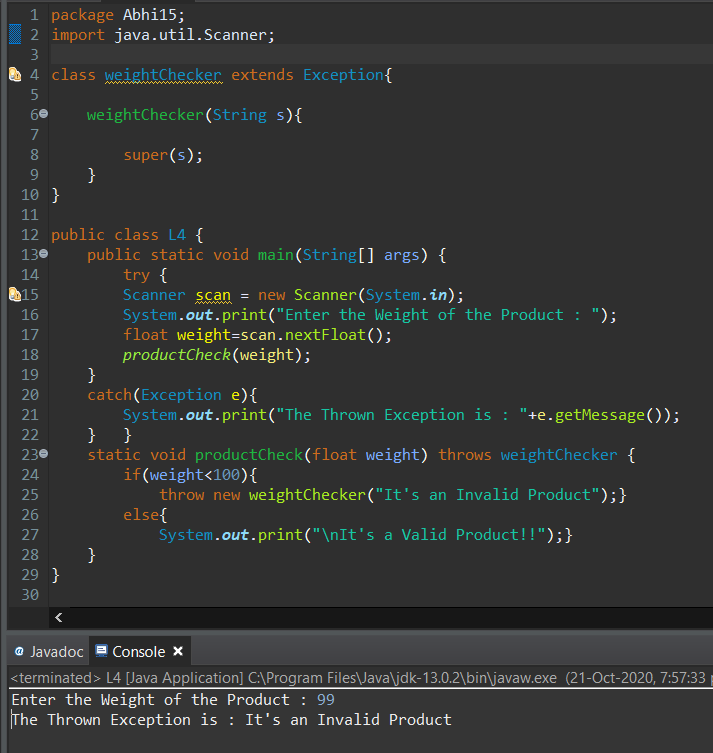 1 package Abhi15;
2 import java.util.Scanner;
3
4 class weightChecker extends Exception{
5
6     weightChecker(String s){
7
8         super(s);
9     }
10 }
11
12 public class L4 {
13     public static void main(String[] args) {
14         try {
15         Scanner scan = new Scanner(System.in);
16         System.out.print("Enter the Weight of the Product : ");
17         float weight=scan.nextFloat();
18         productCheck(weight);
19     }
20     catch(Exception e){
21         System.out.print("The Thrown Exception is : "+e.getMessage());
22     }   }
23     static void productCheck(float weight) throws weightChecker {
24         if(weight<100){
25             throw new weightChecker("It's an Invalid Product");}
26         else{
27             System.out.print("\nIt's a Valid Product!!");}
28     }
29 }
30
@ Javadoc Console
<terminated> L4 [Java Application] C:\Program Files\Java\jdk-13.0.2\bin\javaw.exe (21-Oct-2020, 7:57:33 p
Enter the Weight of the Product : 99
The Thrown Exception is : It's an Invalid Product